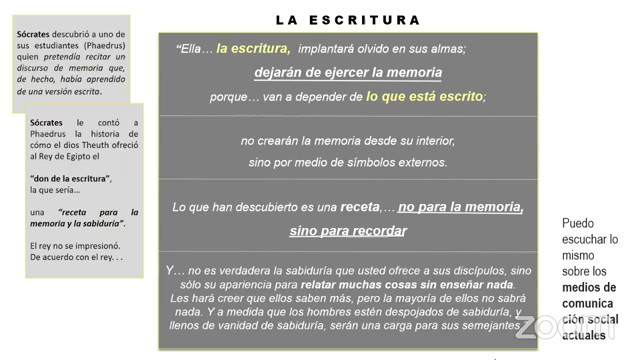 LA ESCRITURA
Sócrates descubrió a uno de
sus estudiantes (Phaedrus)
quien pretendía recitar un
discurso de memoria que,
de hecho, había aprendido
de una versión escrita.
Sócrates le contó a
Phaedrus la historia de
cómo el dios Theuth ofreció
al Rey de Egipto el
“don de la escritura”,
la que sería…
una “receta para la
memoria y la sabiduría”.
El rey no se impresionó.
De acuerdo con el rey. . .
“Ella… la escritura, implantará olvido en sus almas;
dejarán de ejercer la memoria
porque… van a depender de lo que está escrito;
no crearán la memoria desde su interior,
sino por medio de símbolos externos.
Lo que han descubierto es una receta,… no para la memoria,
sino para recordar
Y… no es verdadera la sabiduría que usted ofrece a sus discípulos, sino
sólo su apariencia para relatar muchas cosas sin enseñar nada.
Les hará creer que ellos saben más, pero la mayoría de ellos no sabrá
nada. Y a medida que los hombres estén despojados de sabiduría, y
llenos de vanidad de sabiduría, serán una carga para sus semejantes.
Puedo
escuchar lo
mismo
sobre los
medios de
comunica
ción social
actuales
zoom